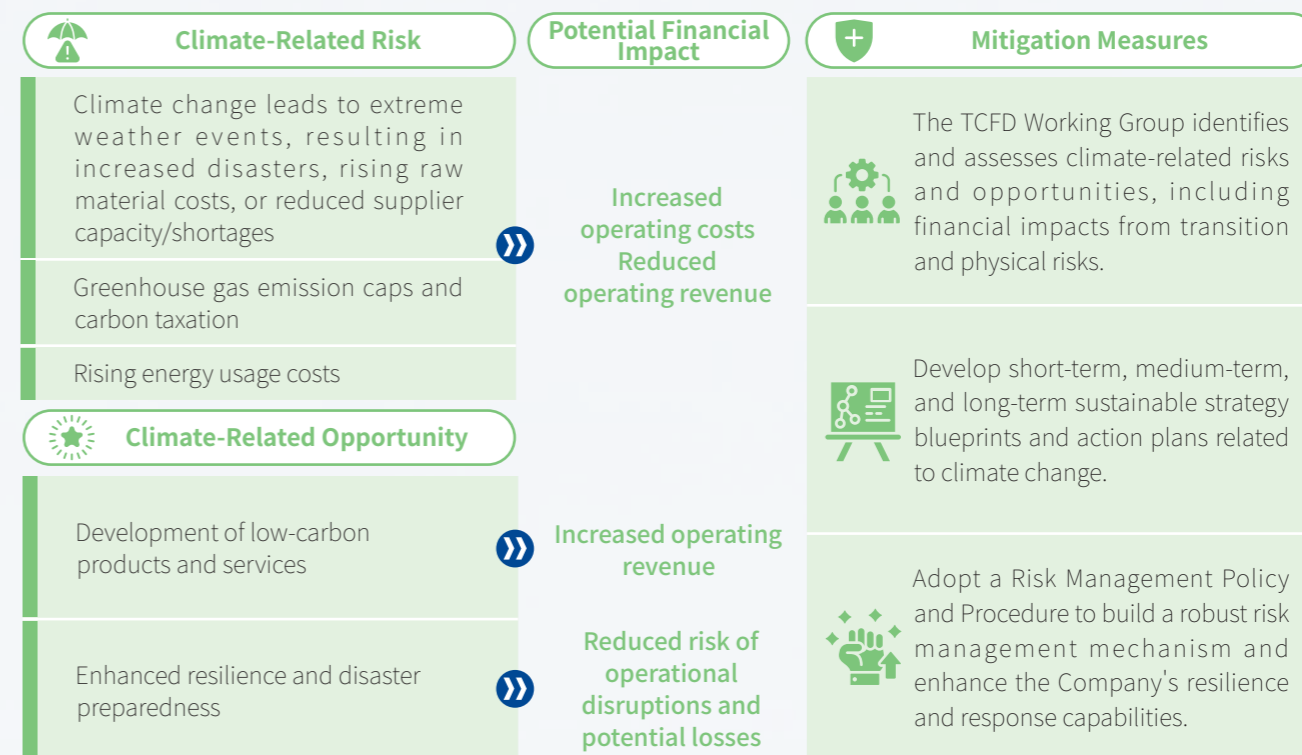 Climate-Related Risk
Climate change leads to extreme
weather events, resulting in
increased disasters, rising raw
material costs, or reduced supplier
capacity/shortages
Greenhouse gas emission caps and
carbon taxation
Rising energy usage costs
Climate-Related Opportunity
Development of low-carbon
products and services
Enhanced resilience and disaster
preparedness
Potential Financial
Impact
Increased
operating costs
Reduced
operating revenue
Increased operating
revenue
Reduced risk of
operational
disruptions and
potential losses
Mitigation Measures
The TCFD Working Group identifies
and assesses climate-related risks
and opportunities, including
financial impacts from transition
and physical risks.
Develop short-term, medium-term,
and long-term sustainable strategy
blueprints and action plans related
to climate change.
Adopt a Risk Management Policy
and Procedure to build a robust risk
management mechanism and
enhance the Company's resilience
and response capabilities.